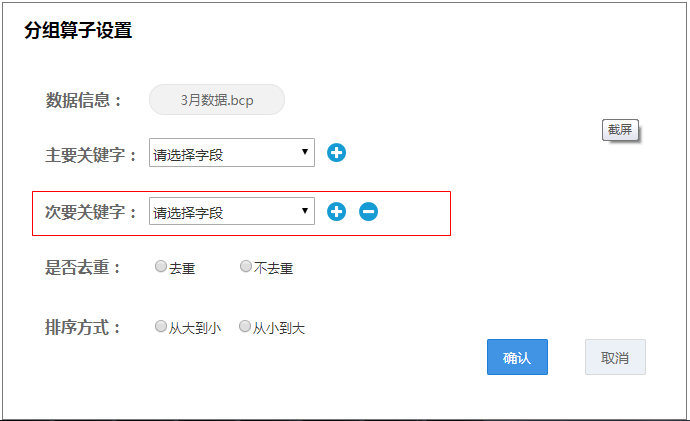 分组算子设置
数据信息： 3月数据.bcp
截屏
主要关键字： 请选择字段
次要关键字： 请选择字段
是否去重： 去重 不去重
排序方式： 从大到小 从小到大
确认 取消